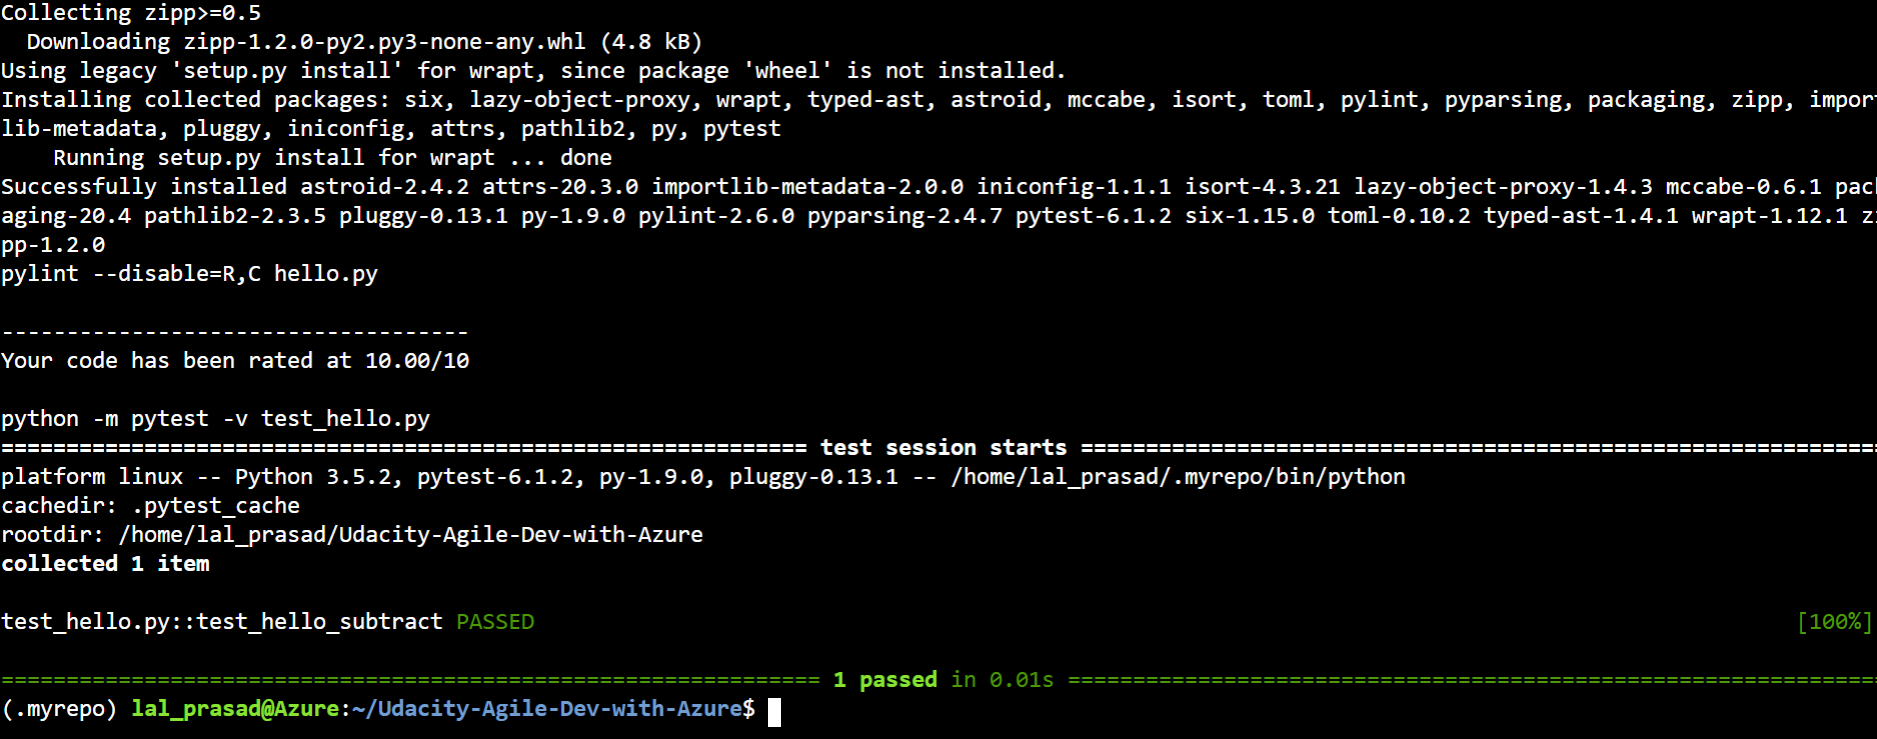 Collecting zipp>=0.5
  Downloading zipp-1.2.0-py2.py3-none-any.whl (4.8 kB)
Using legacy 'setup.py install' for wrapt, since package 'wheel' is not installed.
Installing collected packages: six, lazy-object-proxy, wrapt, typed-ast, astroid, mccabe, isort, toml, pylint, pyparsing, packaging, zipp, import
lib-metadata, pluggy, iniconfig, attrs, pathlib2, py, pytest
    Running setup.py install for wrapt ... done
Successfully installed astroid-2.4.2 attrs-20.3.0 importlib-metadata-2.0.0 iniconfig-1.1.1 isort-4.3.21 lazy-object-proxy-1.4.3 mccabe-0.6.1 pack
aging-20.4 pathlib2-2.3.5 pluggy-0.13.1 py-1.9.0 pylint-2.6.0 pyparsing-2.4.7 pytest-6.1.2 six-1.15.0 toml-0.10.2 typed-ast-1.4.1 wrapt-1.12.1 zi
pp-1.2.0
pylint --disable=R,C hello.py
------------------------------------
Your code has been rated at 10.00/10
python -m pytest -v test_hello.py
============================================================== test session starts =============================================================
platform linux -- Python 3.5.2, pytest-6.1.2, py-1.9.0, pluggy-0.13.1 -- /home/lal_prasad/.myrepo/bin/python
cachedir: .pytest_cache
rootdir: /home/lal_prasad/Udacity-Agile-Dev-with-Azure
collected 1 item
test_hello.py::test_hello_subtract PASSED [100%]
=============================================================== 1 passed in 0.01s ==============================================================
(.myrepo) lal_prasad@Azure:~/Udacity-Agile-Dev-with-Azure$